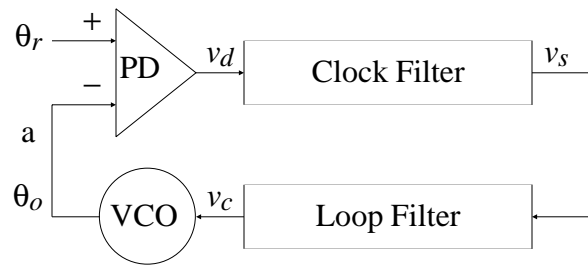 θr + PD vd Clock Filter vs
−
a
θo VCO vc Loop Filter